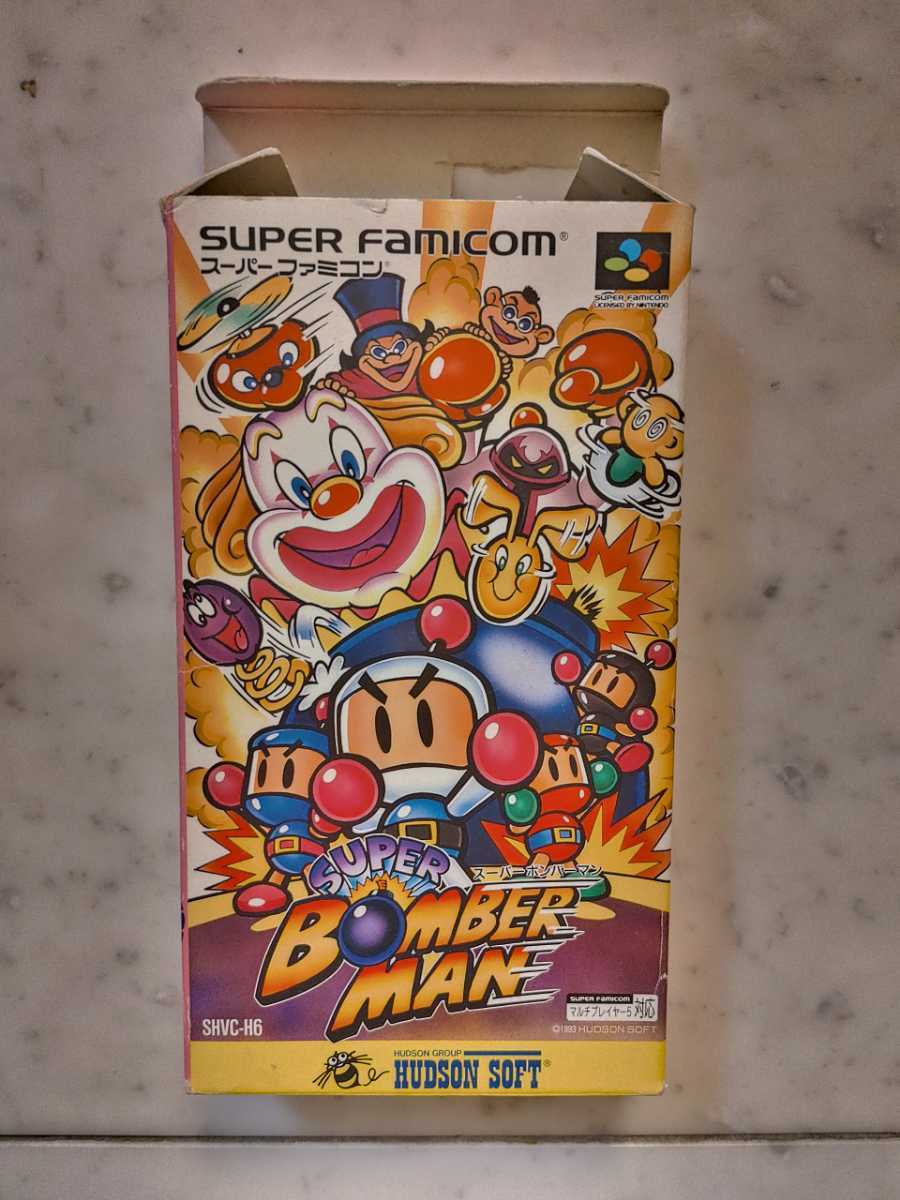 SUPER FAMICOM®
スーパーファミコン®
SUPER FAMICOM
LICENSED BY NINTENDO
スーパーボンバーマン
SUPER
BOMBER
MAN
SUPER FAMICOM
マルチプレイヤー5 対応
SHVC-H6
©1993 HUDSON SOFT
HUDSON GROUP
HUDSON SOFT®